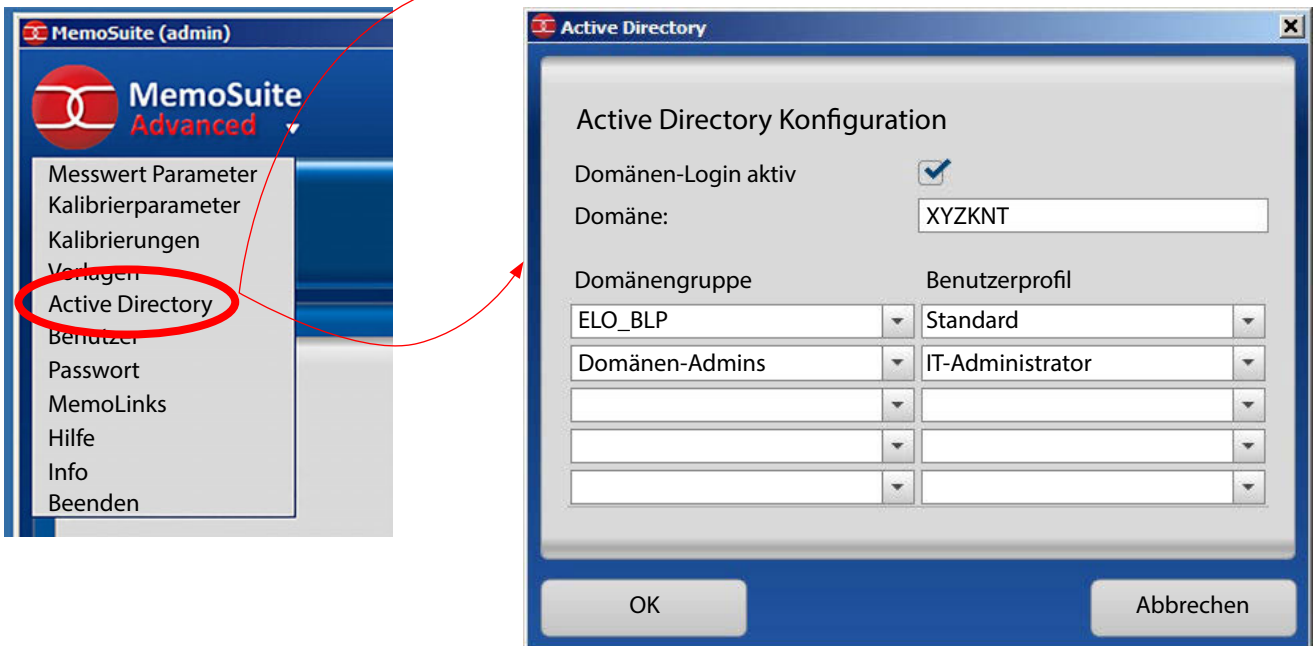 MemoSuite (admin)
MemoSuite
Advanced
Messwert Parameter
Kalibrierparameter
Kalibrierungen
Vorlagen
Active Directory
Benutzer
Passwort
MemoLinks
Hilfe
Info
Beenden
Active Directory
Active Directory Konfiguration
Domänen-Login aktiv
Domäne: XYZKNT
Domänengruppe Benutzerprofil
ELO_BLP Standard
Domänen-Admins IT-Administrator
OK Abbrechen